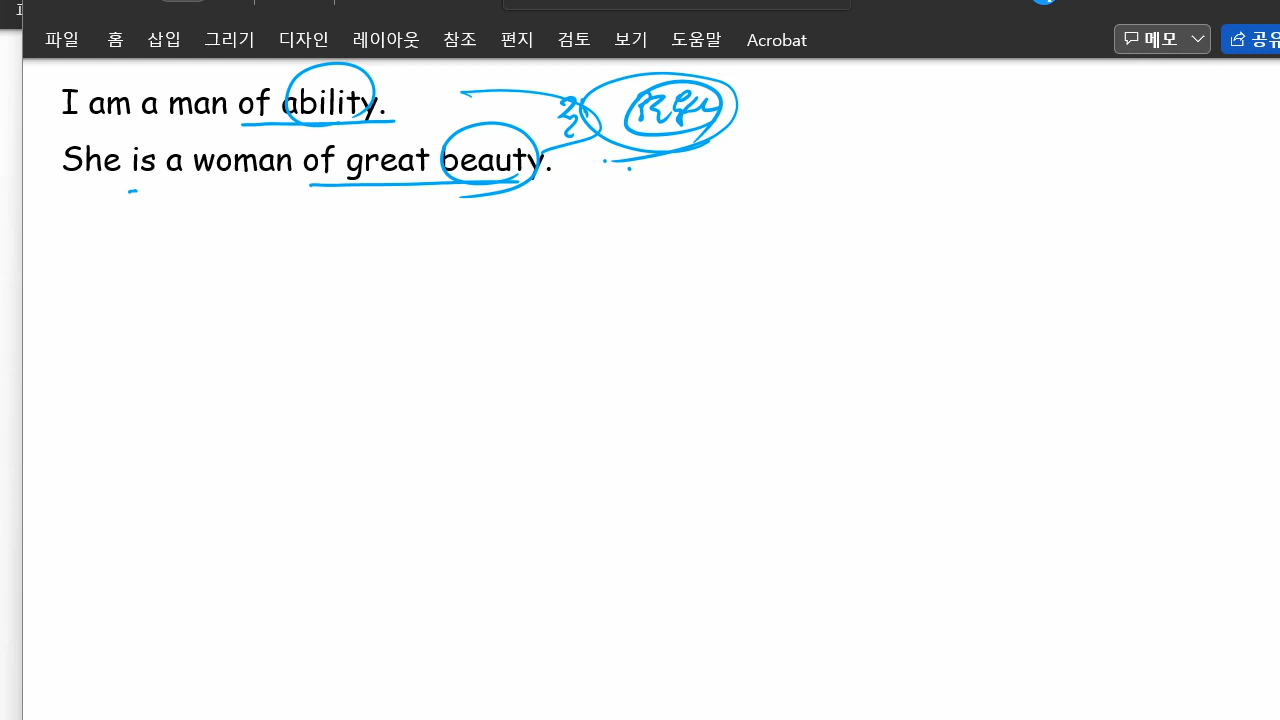 파일 홈 삽입 그리기 디자인 레이아웃 참조 편지 검토 보기 도움말 Acrobat 메모 공유
I am a man of ability.
She is a woman of great beauty.